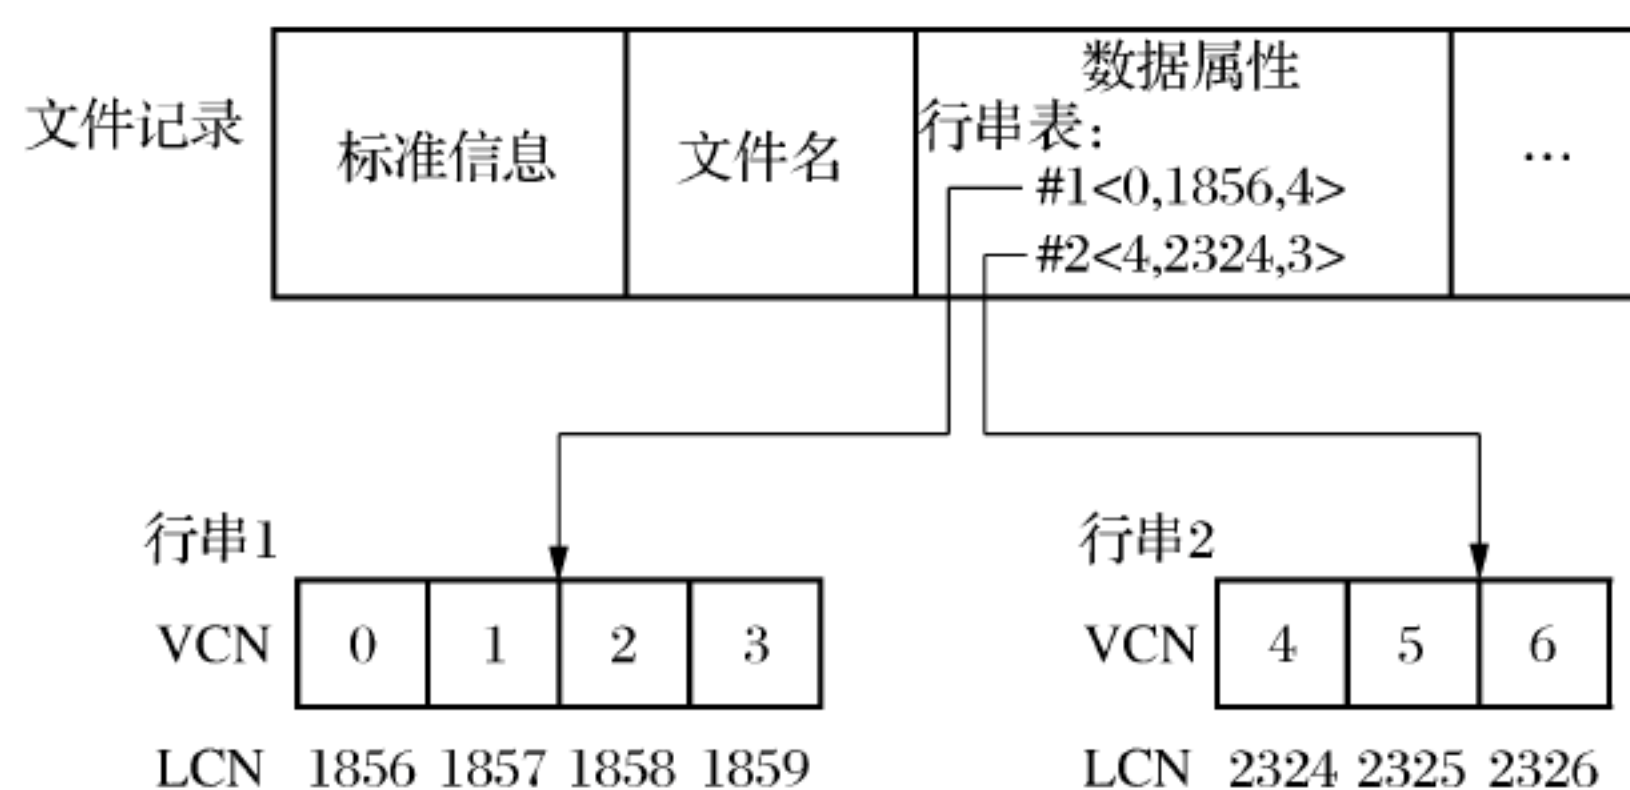 文件记录
标准信息
文件名
数据属性
行串表:
#1<0,1856,4>
#2<4,2324,3>
…
行串1
VCN 0 1 2 3
LCN 1856 1857 1858 1859
行串2
VCN 4 5 6
LCN 2324 2325 2326